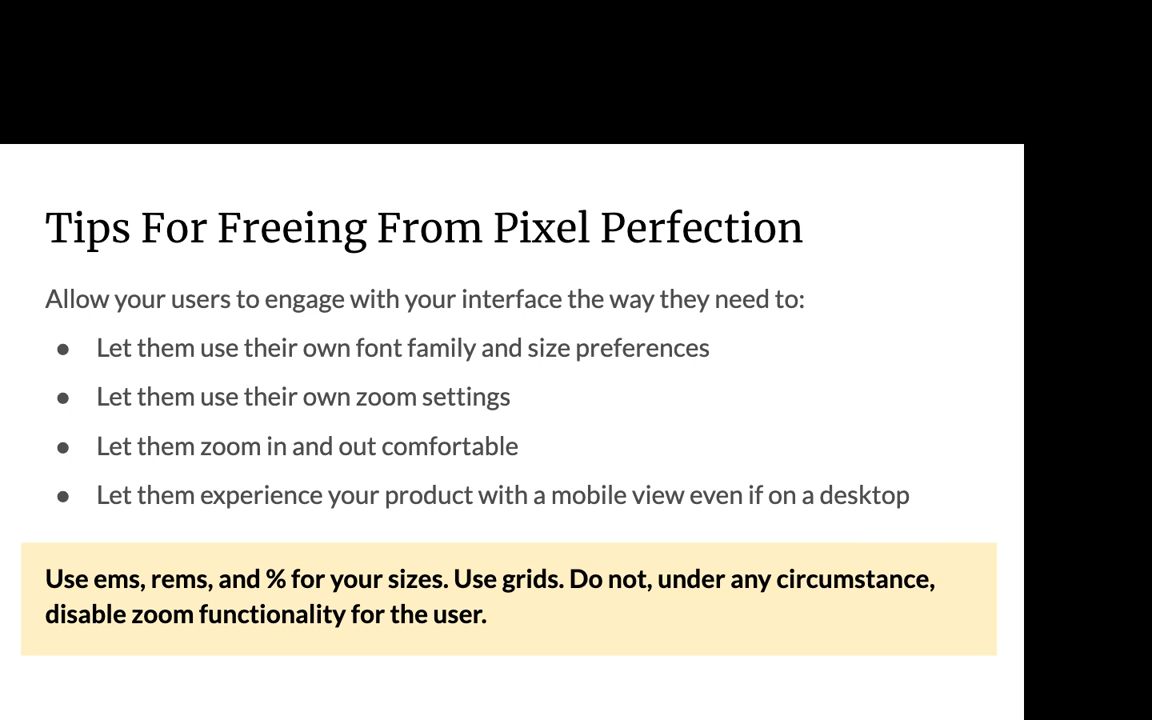 Tips For Freeing From Pixel Perfection
Allow your users to engage with your interface the way they need to:
● Let them use their own font family and size preferences
● Let them use their own zoom settings
● Let them zoom in and out comfortable
● Let them experience your product with a mobile view even if on a desktop
Use ems, rems, and % for your sizes. Use grids. Do not, under any circumstance,
disable zoom functionality for the user.